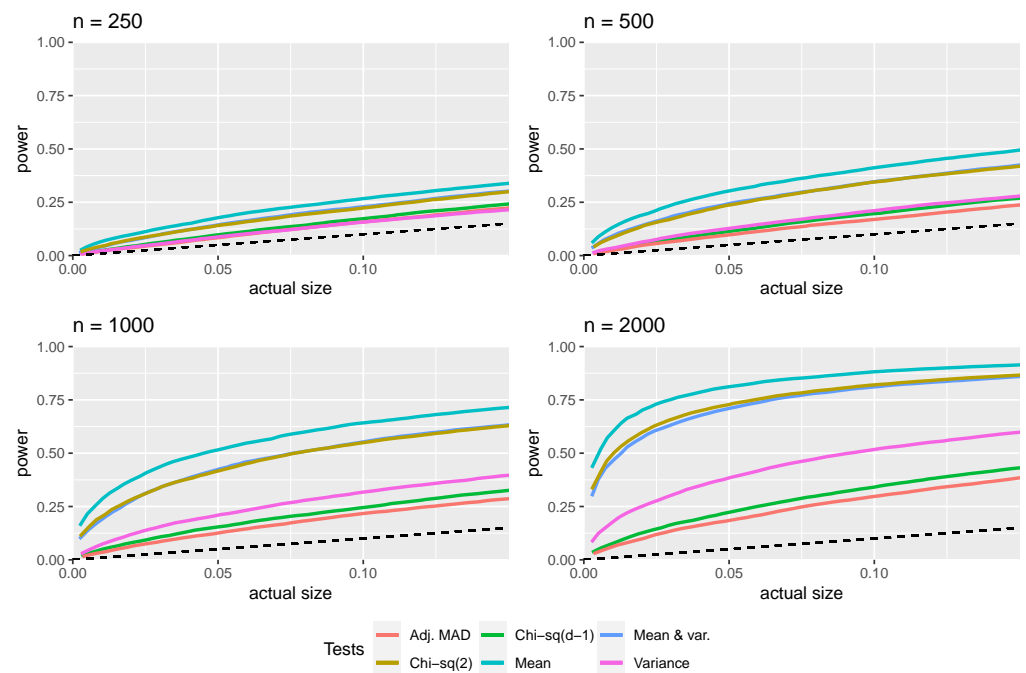 n = 250
1.00
0.75
0.50
0.25
0.00
power
0.00 0.05 0.10
actual size
n = 500
1.00
0.75
0.50
0.25
0.00
power
0.00 0.05 0.10
actual size
n = 1000
1.00
0.75
0.50
0.25
0.00
power
0.00 0.05 0.10
actual size
n = 2000
1.00
0.75
0.50
0.25
0.00
power
0.00 0.05 0.10
actual size
Tests
Adj. MAD Chi−sq(d−1) Mean & var.
Chi−sq(2) Mean Variance